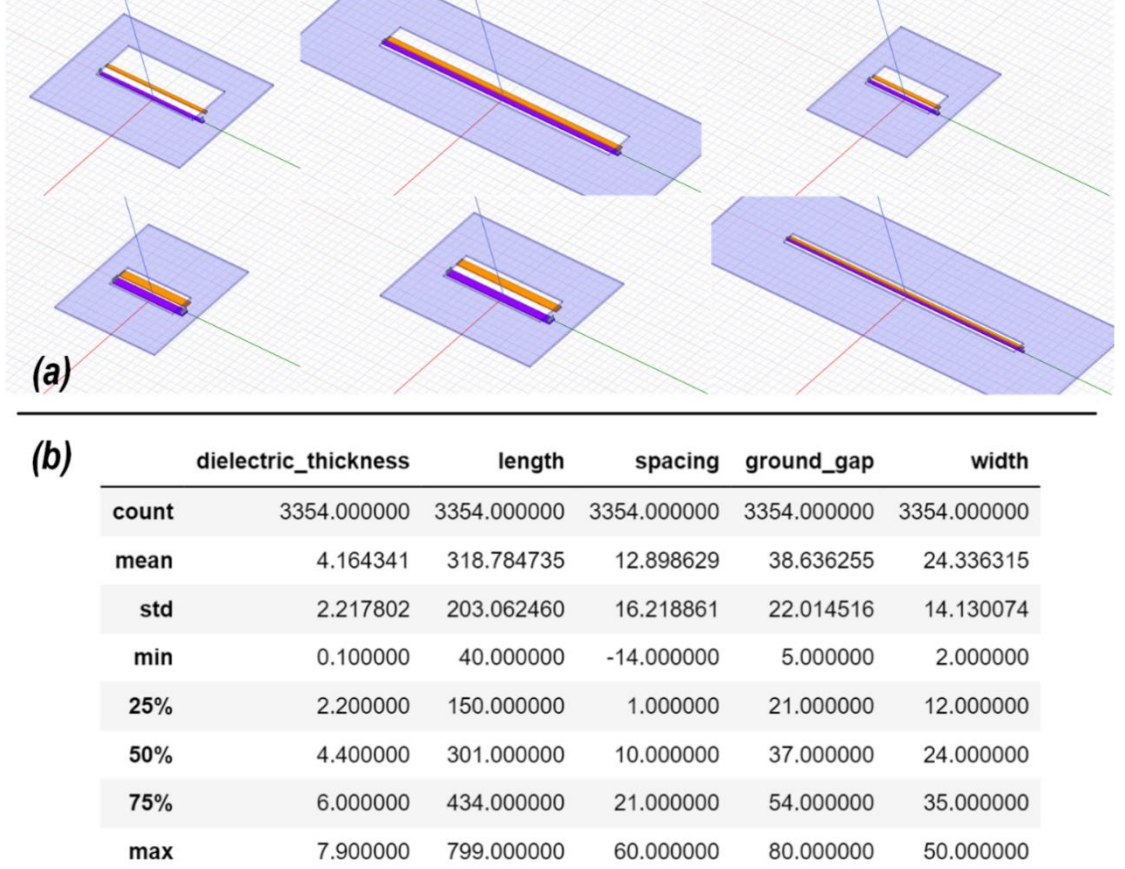 (a)
(b) dielectric_thickness length spacing ground_gap width
count 3354.000000 3354.000000 3354.000000 3354.000000 3354.000000
mean 4.164341 318.784735 12.898629 38.636255 24.336315
std 2.217802 203.062460 16.218861 22.014516 14.130074
min 0.100000 40.000000 -14.000000 5.000000 2.000000
25% 2.200000 150.000000 1.000000 21.000000 12.000000
50% 4.400000 301.000000 10.000000 37.000000 24.000000
75% 6.000000 434.000000 21.000000 54.000000 35.000000
max 7.900000 799.000000 60.000000 80.000000 50.000000